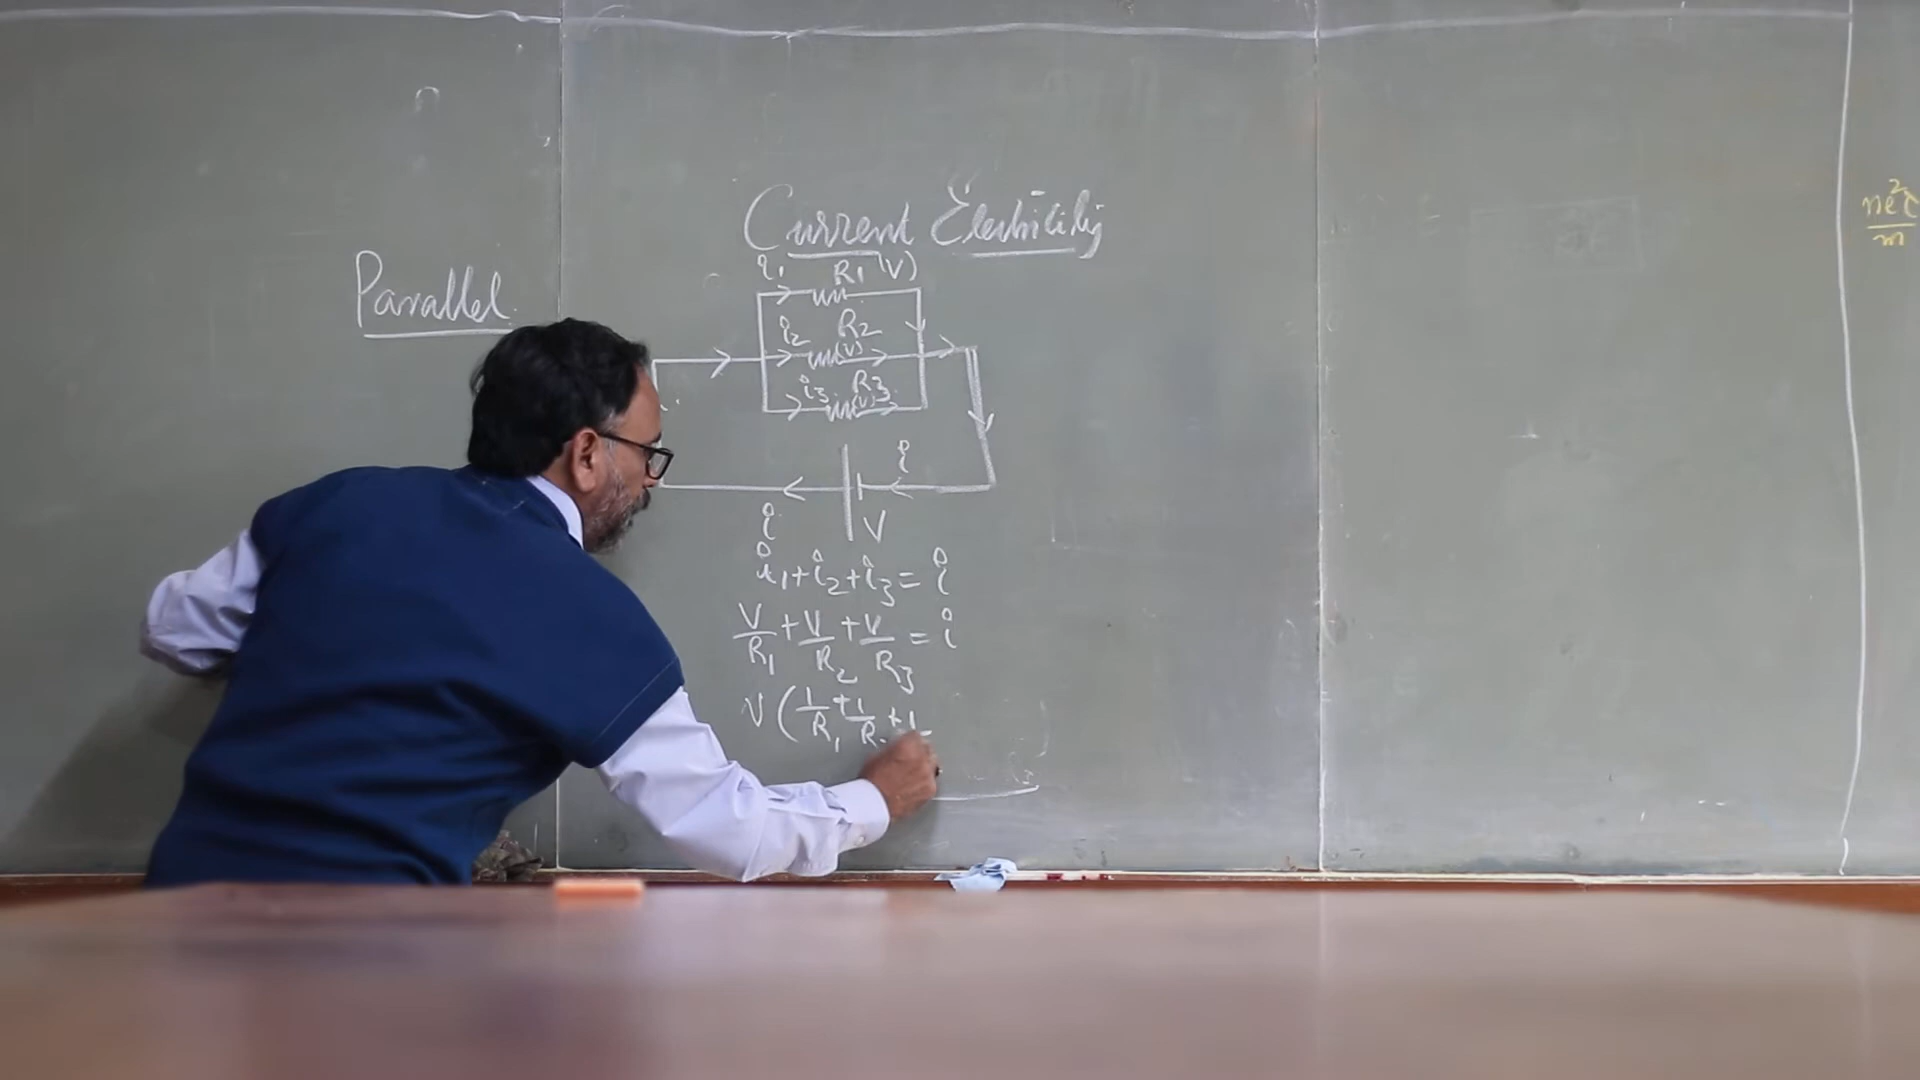 Current Electricity
Parallel
i₁ R₁ (V)
i₂ R₂ (V)
i₃ R₃ (V)
i
i V
i₁+i₂+i₃ = i
V/R₁ + V/R₂ + V/R₃ = i
V (1/R₁ + 1/R + 1